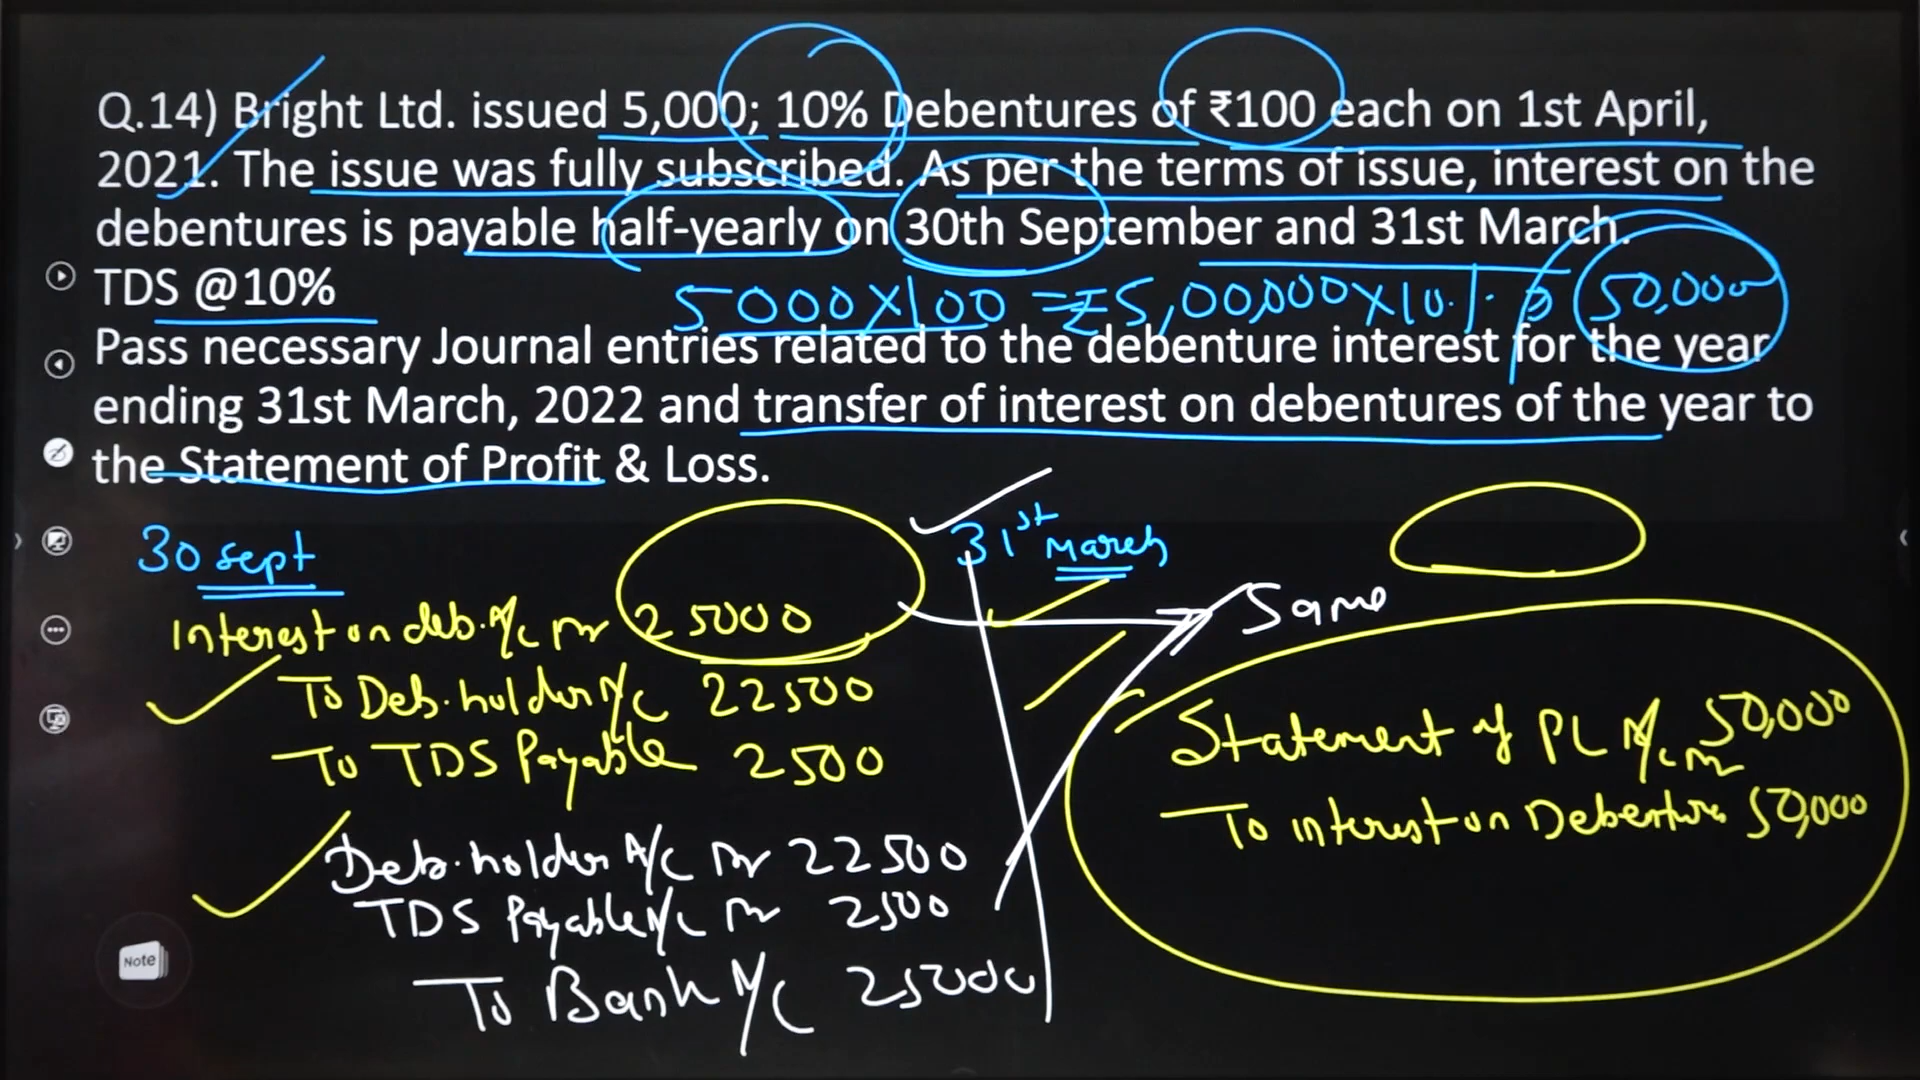 Q.14) Bright Ltd. issued 5,000; 10% Debentures of ₹100 each on 1st April,
2021. The issue was fully subscribed. As per the terms of issue, interest on the
debentures is payable half-yearly on 30th September and 31st March.
TDS @10%
5000X100 = ₹5,00,000X10% 50,000
Pass necessary Journal entries related to the debenture interest for the year
ending 31st March, 2022 and transfer of interest on debentures of the year to
the Statement of Profit & Loss.
30 sept
31st March
Interest on deb. A/c Dr 25000
Same
To Deb. holder A/c 22500
To TDS Payable 2500
Statement of PL A/c Dr 50,000
To interest on Debenture 50,000
Deb. holder A/c Dr 22500
TDS Payable A/c Dr 2500
To Bank A/c 25000
Note